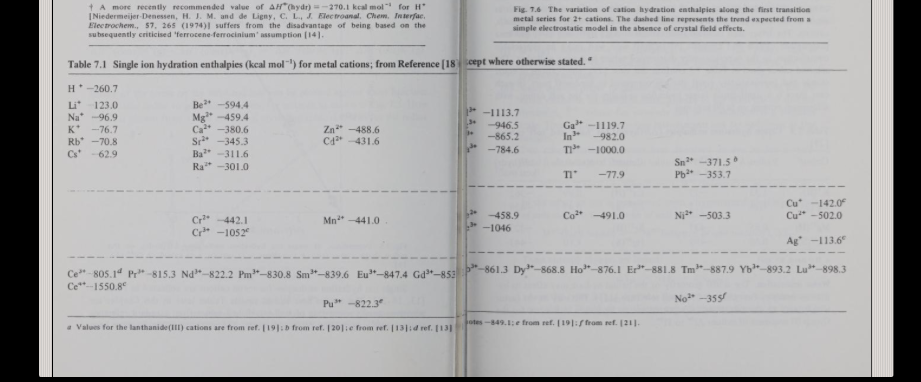 † A more recently recommended value of ΔH°(hydr) = −270.1 kcal mol⁻¹ for H⁺
[Niedermeijer-Denessen, H. J. M. and de Ligny, C. L., J. Electroanal. Chem. Interfac.
Electrochem., 57, 265 (1974)] suffers from the disadvantage of being based on the
subsequently criticised 'ferrocene-ferrocinium' assumption [14].
Fig. 7.6 The variation of cation hydration enthalpies along the first transition
metal series for 2+ cations. The dashed line represents the trend expected from a
simple electrostatic model in the absence of crystal field effects.
Table 7.1 Single ion hydration enthalpies (kcal mol⁻¹) for metal cations; from Reference [18 cept where otherwise stated. ᵃ
H⁺ −260.7
Li⁺ −123.0 Be²⁺ −594.4 ³⁺ −1113.7
Na⁺ −96.9 Mg²⁺ −459.4 ³⁺ −946.5 Ga³⁺ −1119.7
K⁺ −76.7 Ca²⁺ −380.6 Zn²⁺ −488.6 ³⁺ −865.2 In³⁺ −982.0
Rb⁺ −70.8 Sr²⁺ −345.3 Cd²⁺ −431.6 ³⁺ −784.6 Tl³⁺ −1000.0
Cs⁺ −62.9 Ba²⁺ −311.6 Sn²⁺ −371.5 ᵇ
Ra²⁺ −301.0 Tl⁺ −77.9 Pb²⁺ −353.7
Cu⁺ −142.0ᶜ
Cr²⁺ −442.1 Mn²⁺ −441.0 ²⁺ −458.9 Co²⁺ −491.0 Ni²⁺ −503.3 Cu²⁺ −502.0
Cr³⁺ −1052ᶜ ³⁺ −1046
Ag⁺ −113.6ᶜ
Ce³⁺ −805.1ᵈ Pr³⁺ −815.3 Nd³⁺ −822.2 Pm³⁺ −830.8 Sm³⁺ −839.6 Eu³⁺ −847.4 Gd³⁺ −853 ³⁺ −861.3 Dy³⁺ −868.8 Ho³⁺ −876.1 Er³⁺ −881.8 Tm³⁺ −887.9 Yb³⁺ −893.2 Lu³⁺ −898.3
Ce⁴⁺ −1550.8ᶜ
Pu³⁺ −822.3ᵉ No²⁺ −355ᶠ
a Values for the lanthanide(III) cations are from ref. [19]; b from ref. [20]; c from ref. [13]; d ref. [13] −849.1; e from ref. [19]; f from ref. [21].